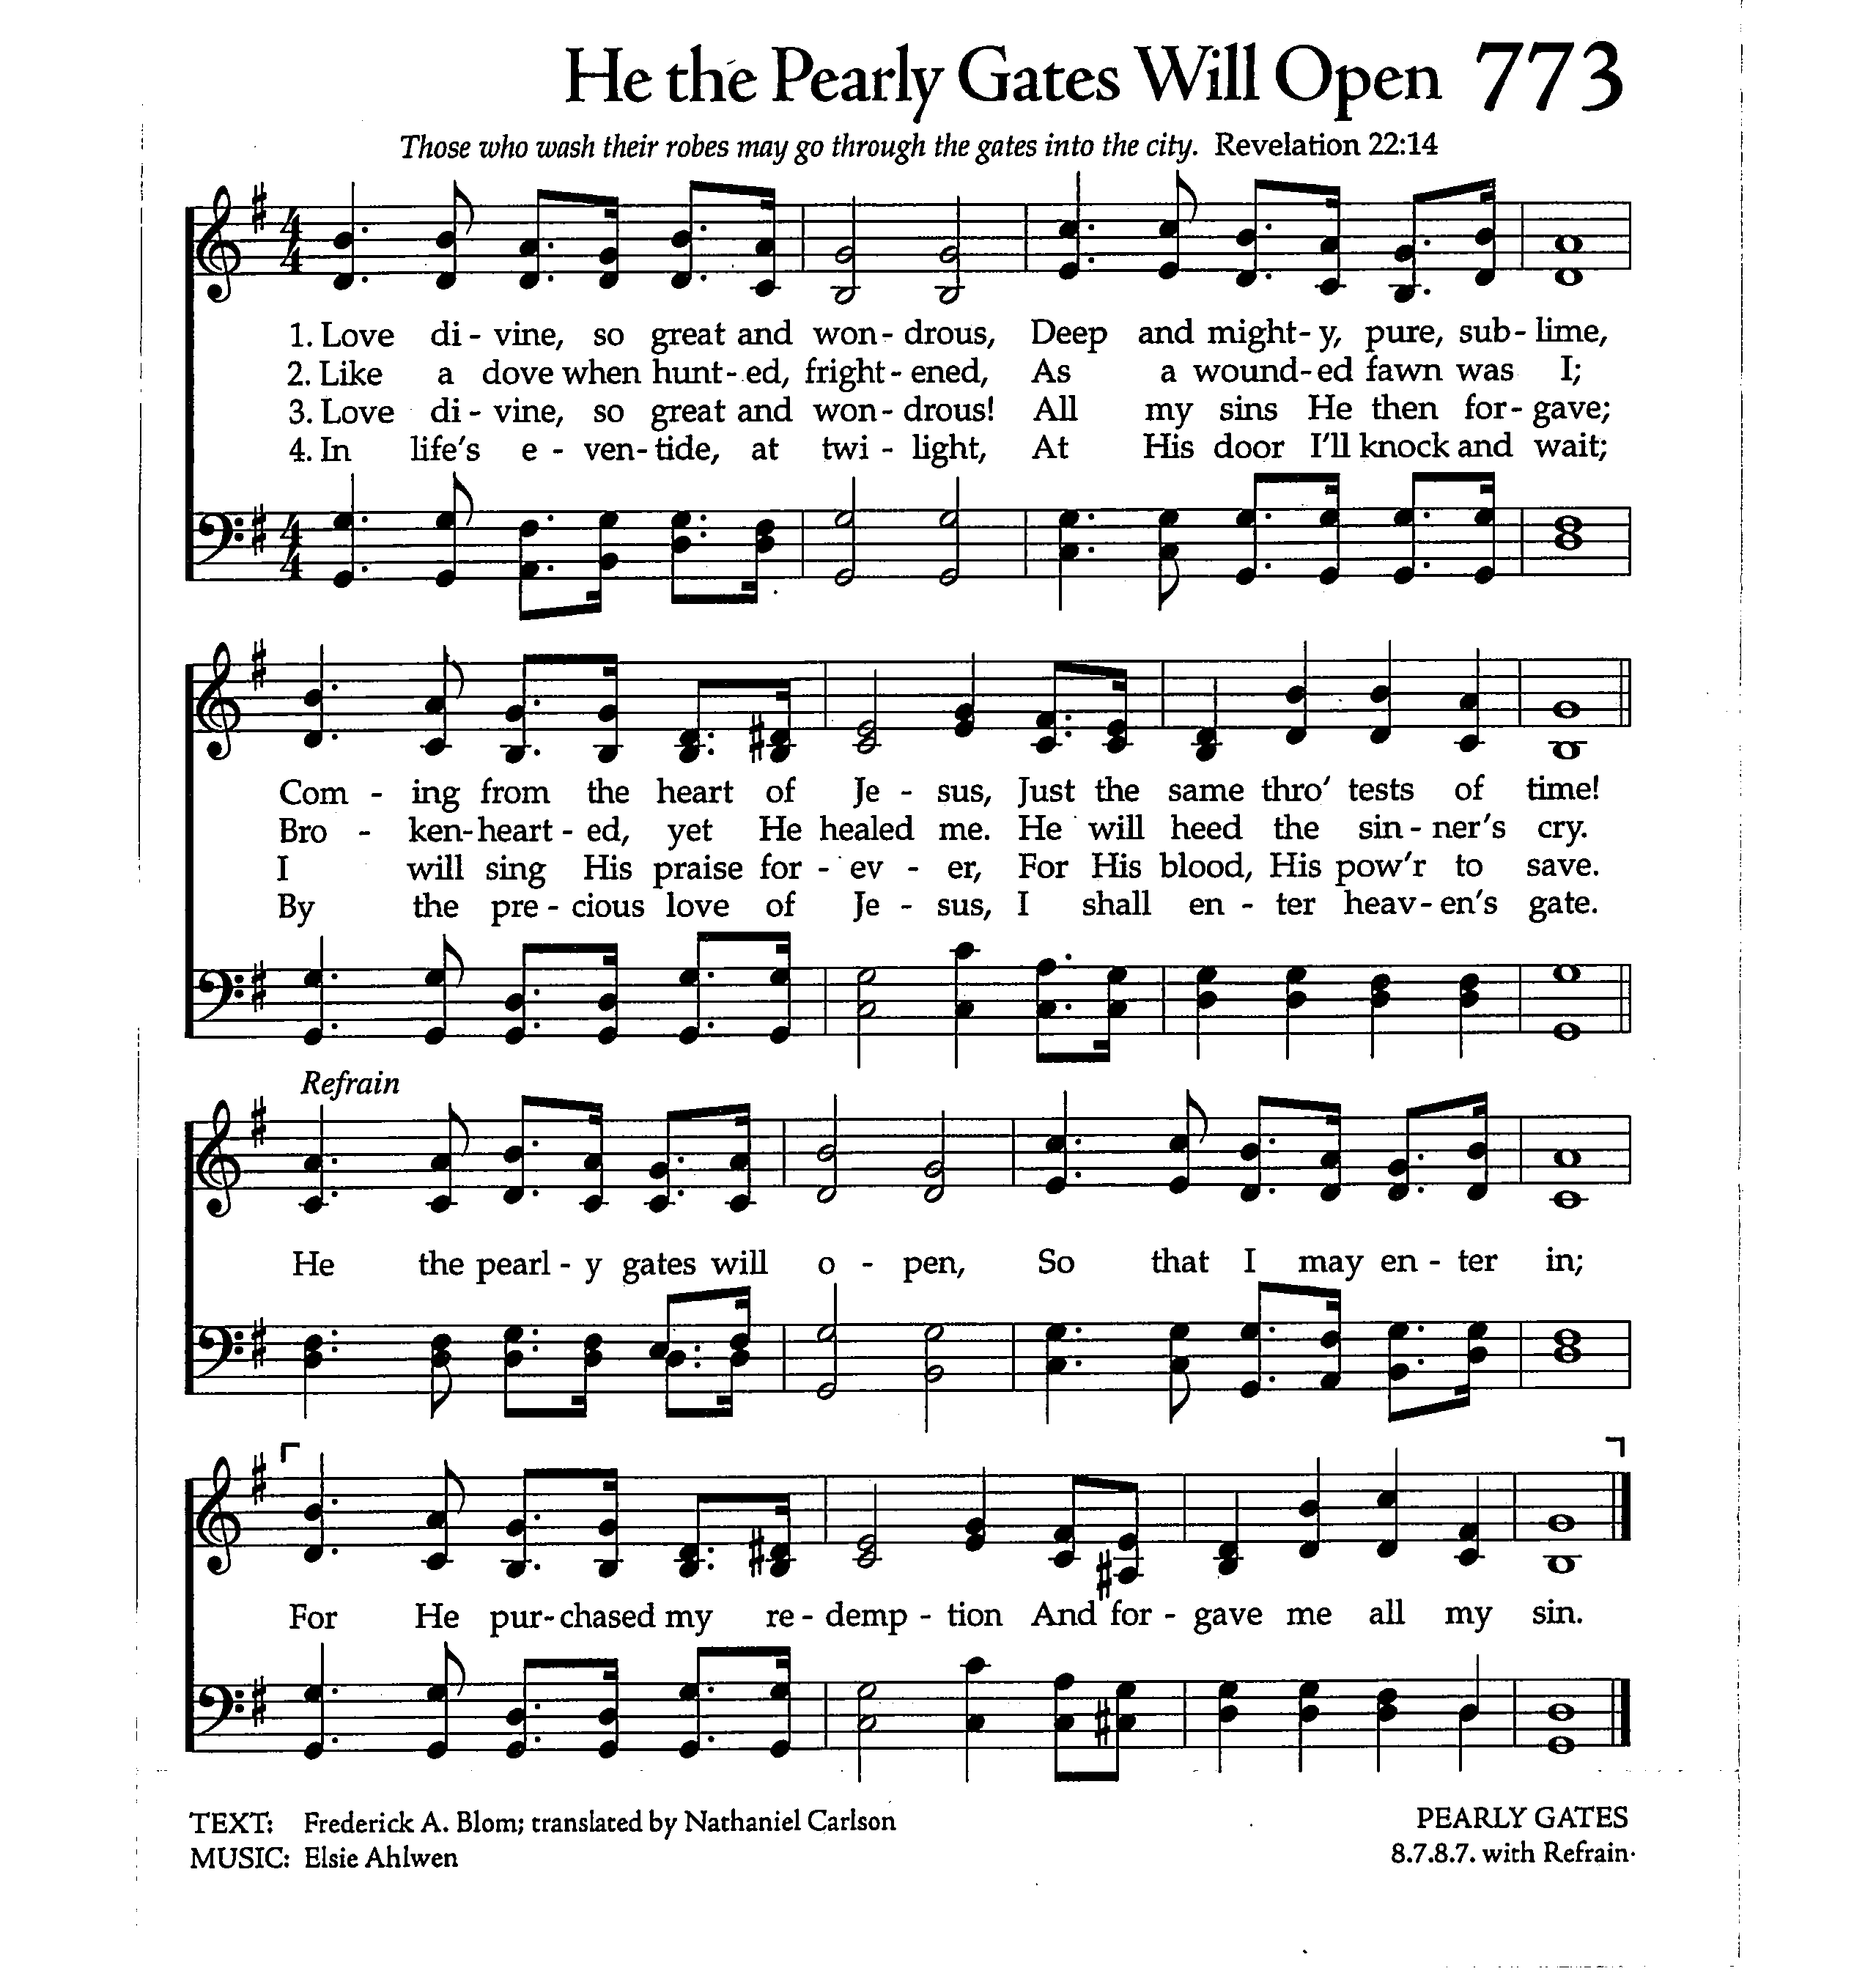 He the Pearly Gates Will Open 773
Those who wash their robes may go through the gates into the city. Revelation 22:14
4
4
1. Love di - vine, so great and won - drous, Deep and might - y, pure, sub - lime,
2. Like a dove when hunt - ed, fright - ened, As a wound - ed fawn was I;
3. Love di - vine, so great and won - drous! All my sins He then for - gave;
4. In life's e - ven - tide, at twi - light, At His door I'll knock and wait;
4
4
Com - ing from the heart of Je - sus, Just the same thro' tests of time!
Bro - ken - heart - ed, yet He healed me. He will heed the sin - ner's cry.
I will sing His praise for - ev - er, For His blood, His pow'r to save.
By the pre - cious love of Je - sus, I shall en - ter heav - en's gate.
Refrain
He the pearl - y gates will o - pen, So that I may en - ter in;
For He pur - chased my re - demp - tion And for - gave me all my sin.
TEXT: Frederick A. Blom; translated by Nathaniel Carlson
MUSIC: Elsie Ahlwen
PEARLY GATES
8.7.8.7. with Refrain